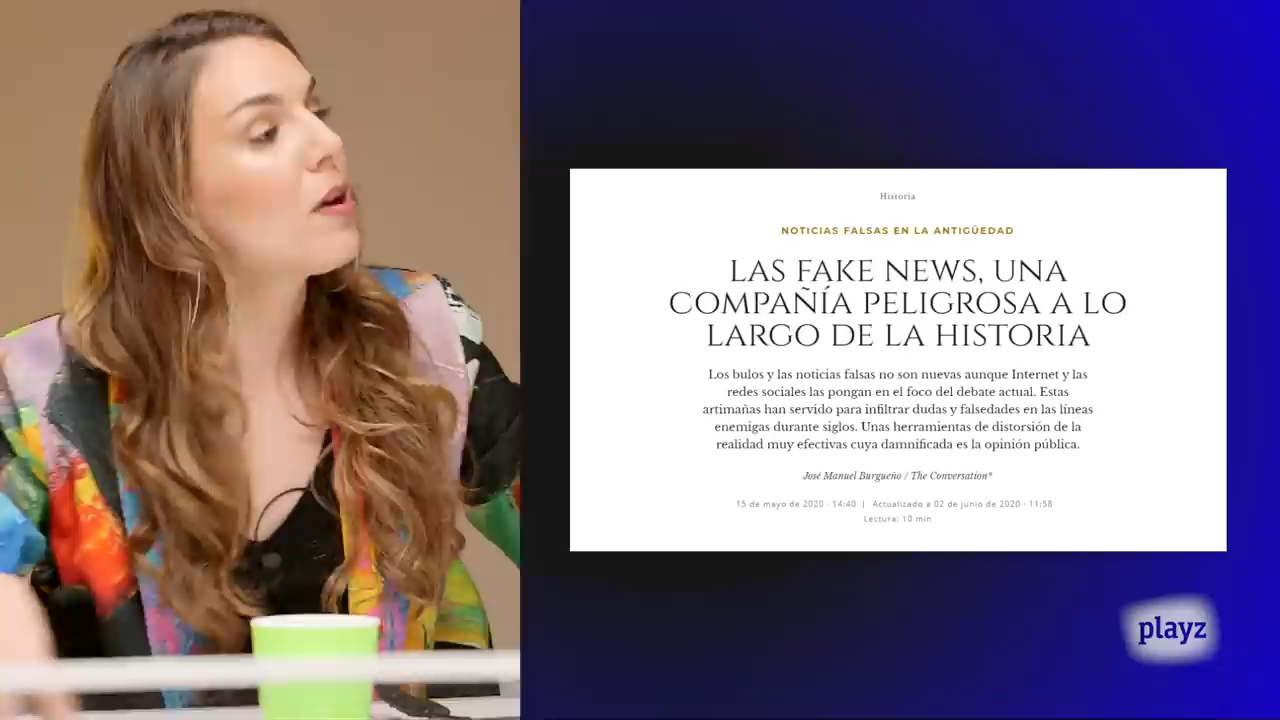 Historia
NOTICIAS FALSAS EN LA ANTIGÜEDAD
LAS FAKE NEWS, UNA
COMPAÑÍA PELIGROSA A LO
LARGO DE LA HISTORIA
Los bulos y las noticias falsas no son nuevas aunque Internet y las
redes sociales las pongan en el foco del debate actual. Estas
artimañas han servido para infiltrar dudas y falsedades en las líneas
enemigas durante siglos. Unas herramientas de distorsión de la
realidad muy efectivas cuya damnificada es la opinión pública.
José Manuel Burgueño / The Conversation*
15 de mayo de 2020 · 14:40 | Actualizado a 02 de junio de 2020 · 11:58
Lectura: 10 min
playz